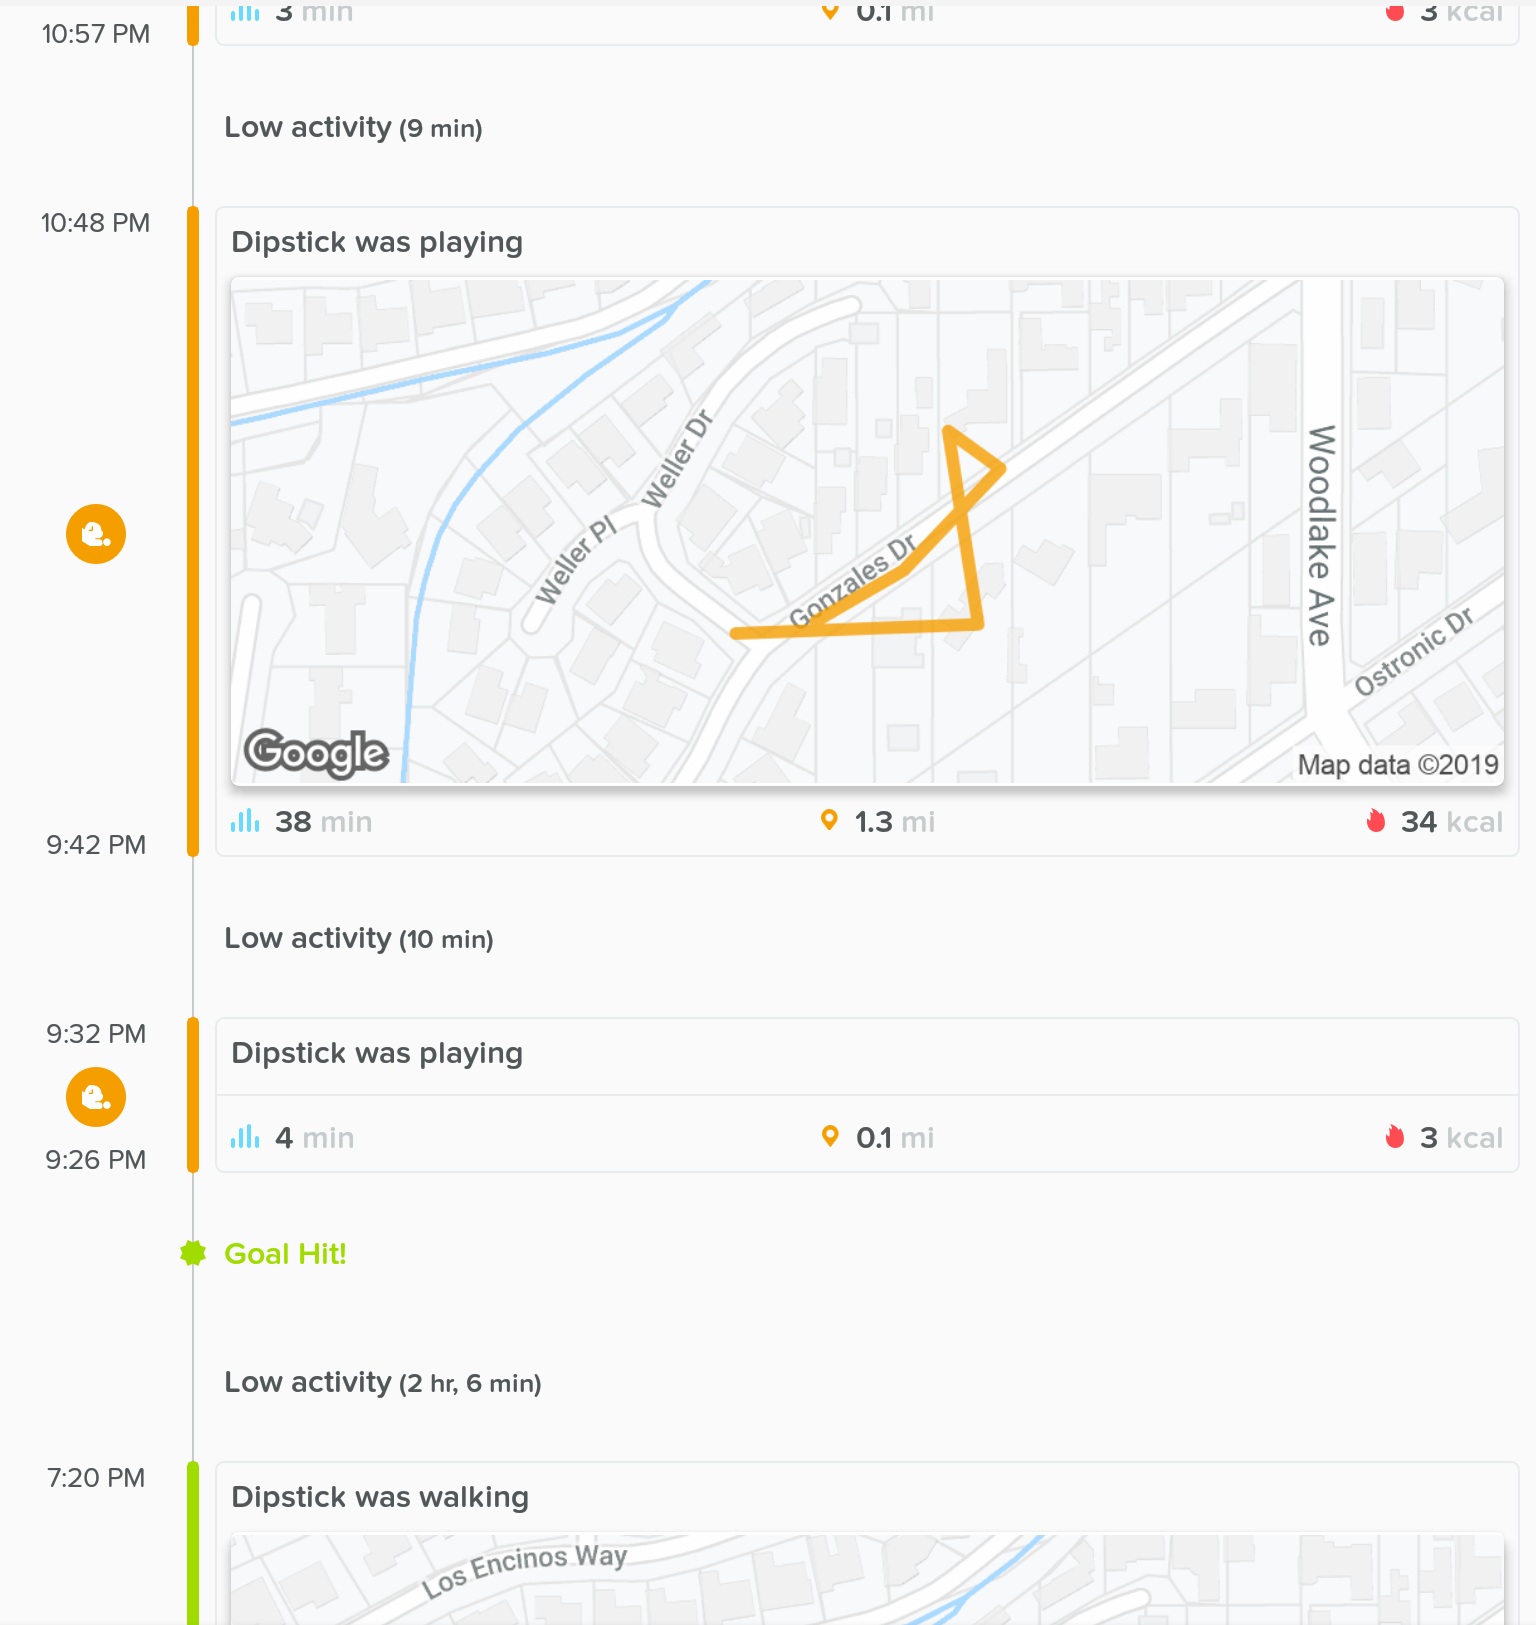 3 min 0.1 mi 3 kcal
10:57 PM
Low activity (9 min)
10:48 PM
Dipstick was playing
Weller Dr
Weller Pl
Gonzales Dr
Woodlake Ave
Ostronic Dr
Google
Map data ©2019
38 min 1.3 mi 34 kcal
9:42 PM
Low activity (10 min)
9:32 PM
Dipstick was playing
4 min 0.1 mi 3 kcal
9:26 PM
Goal Hit!
Low activity (2 hr, 6 min)
7:20 PM
Dipstick was walking
Los Encinos Way